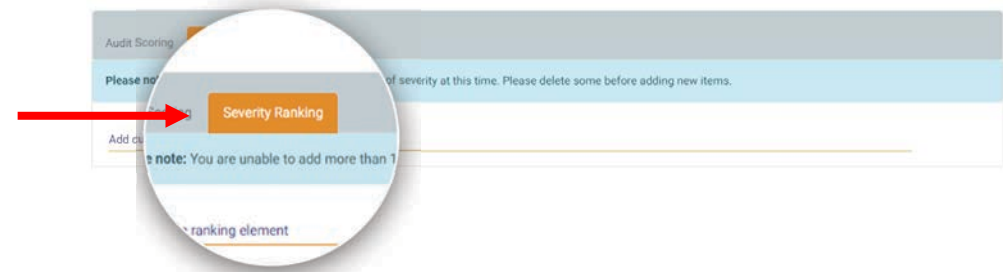 Audit Scoring
Please no of severity at this time. Please delete some before adding new items.
Severity Ranking
Add cu
note: You are unable to add more than 1
ranking element